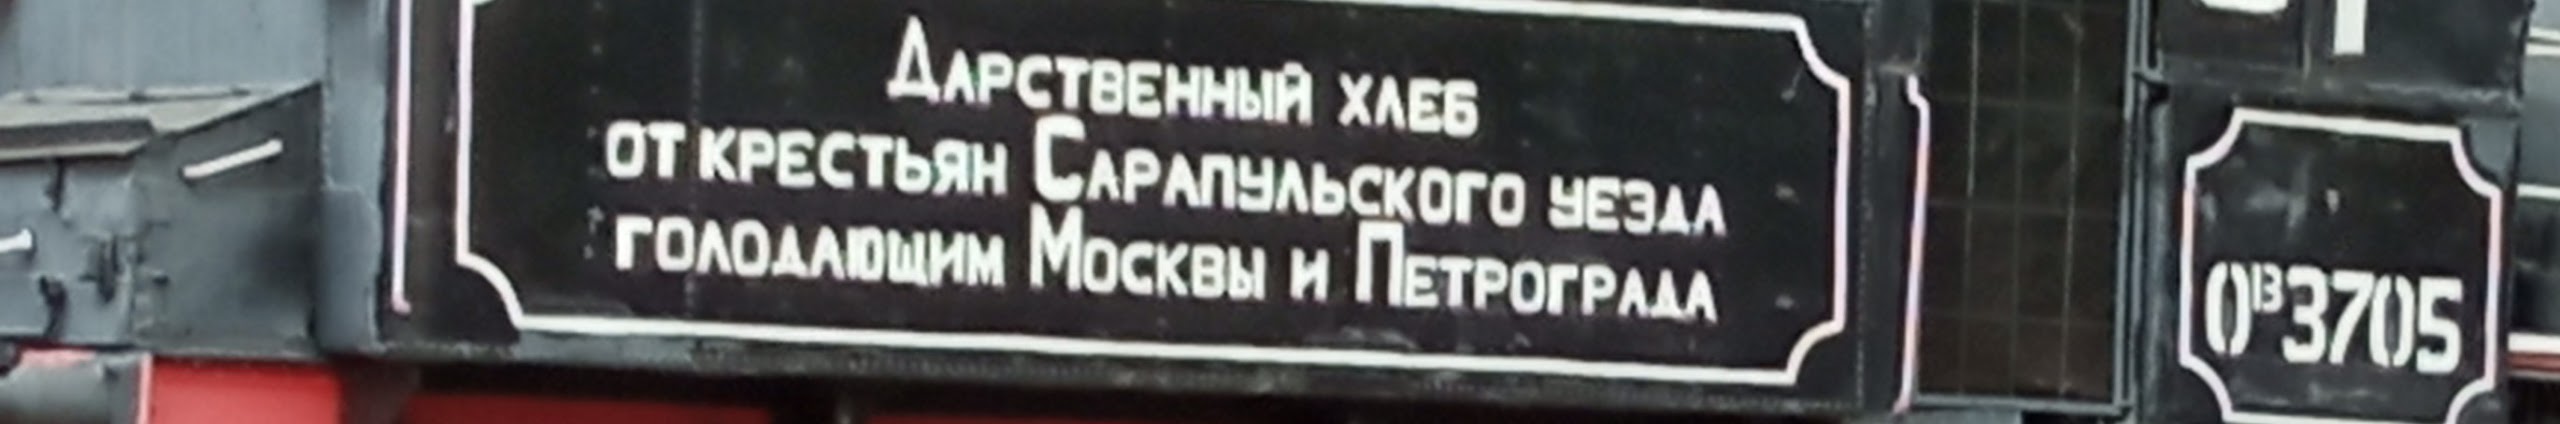 Дарственный хлеб
от крестьян Сарапульского уезда
голодающим Москвы и Петрограда
ОВ3705